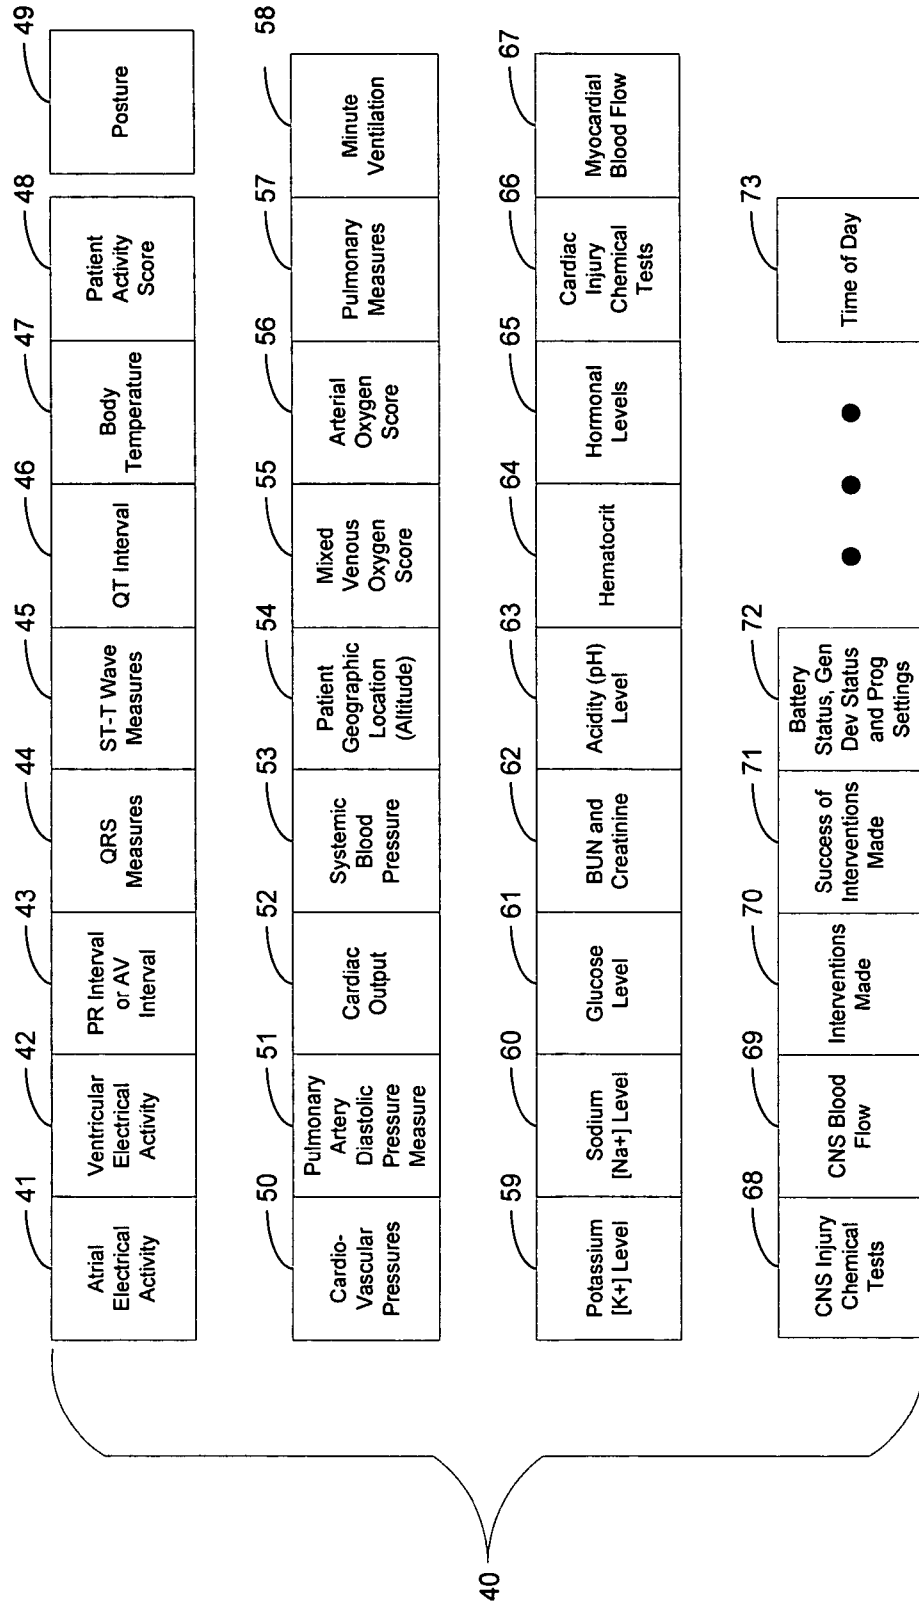 40
41
42
43
44
45
46
47
48
49
Atrial
Electrical
Activity
Ventricular
Electrical
Activity
PR Interval
or AV
Interval
QRS
Measures
ST-T Wave
Measures
QT Interval
Body
Temperature
Patient
Activity
Score
Posture
50
51
52
53
54
55
56
57
58
Cardio-
Vascular
Pressures
Pulmonary
Artery
Diastolic
Pressure
Measure
Cardiac
Output
Systemic
Blood
Pressure
Patient
Geographic
Location
(Altitude)
Mixed
Venous
Oxygen
Score
Arterial
Oxygen
Score
Pulmonary
Measures
Minute
Ventilation
59
60
61
62
63
64
65
66
67
Potassium
[K+] Level
Sodium
[Na+] Level
Glucose
Level
BUN and
Creatinine
Acidity (pH)
Level
Hematocrit
Hormonal
Levels
Cardiac
Injury
Chemical
Tests
Myocardial
Blood Flow
68
69
70
71
72
73
CNS Injury
Chemical
Tests
CNS Blood
Flow
Interventions
Made
Success of
Interventions
Made
Battery
Status, Gen
Dev Status
and Prog
Settings
Time of Day